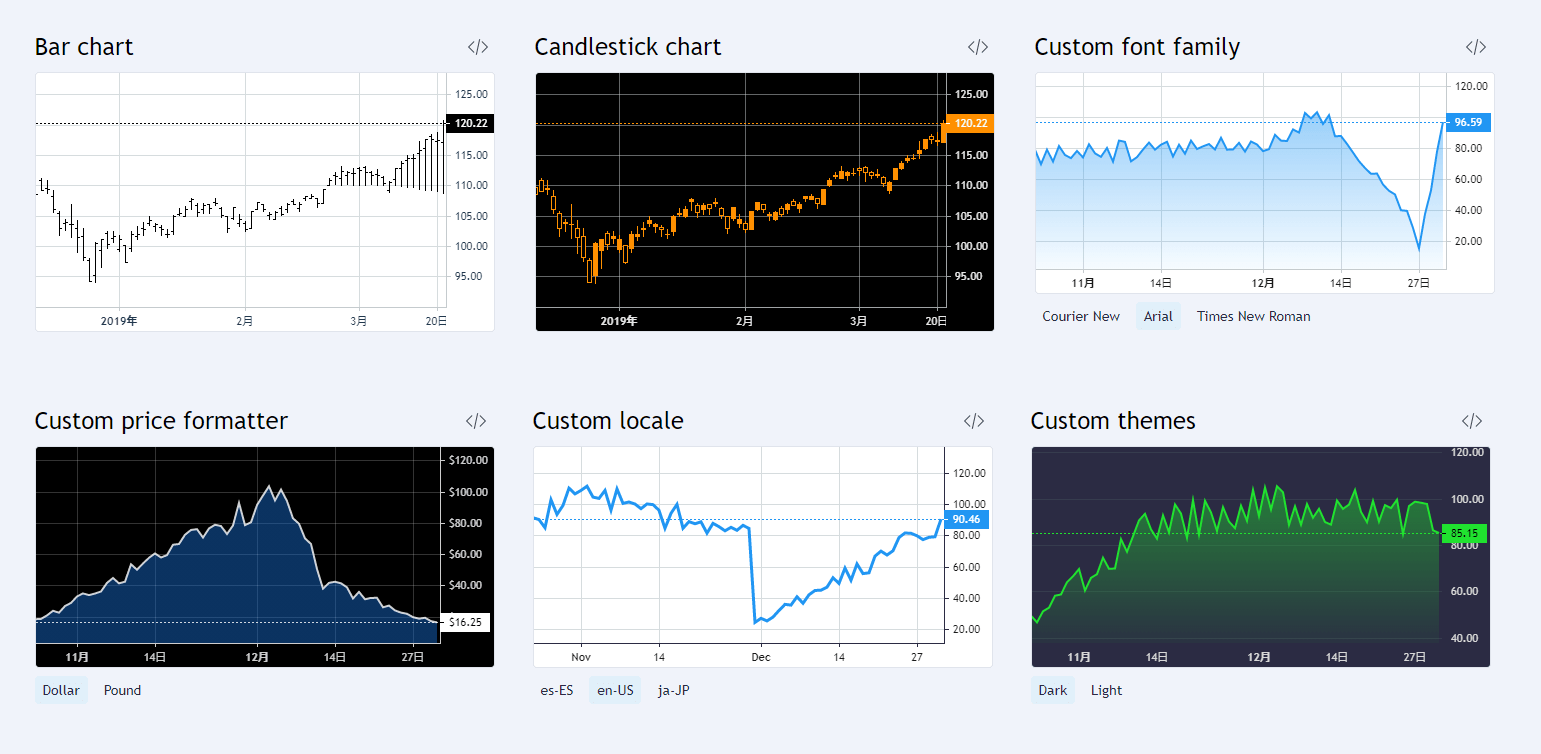 Bar chart
</>
125.00
120.22
115.00
110.00
105.00
100.00
95.00
2019年
2月
3月
20日
Candlestick chart
</>
125.00
120.22
115.00
110.00
105.00
100.00
95.00
2019年
2月
3月
20日
Custom font family
</>
120.00
96.59
80.00
60.00
40.00
20.00
11月
14日
12月
14日
27日
Courier New
Arial
Times New Roman
Custom price formatter
</>
$120.00
$100.00
$80.00
$60.00
$40.00
$16.25
11月
14日
12月
14日
27日
Dollar
Pound
Custom locale
</>
120.00
100.00
90.46
80.00
60.00
40.00
20.00
Nov
14
Dec
14
27
es-ES
en-US
ja-JP
Custom themes
</>
120.00
100.00
85.15
80.00
60.00
40.00
11月
14日
12月
14日
27日
Dark
Light